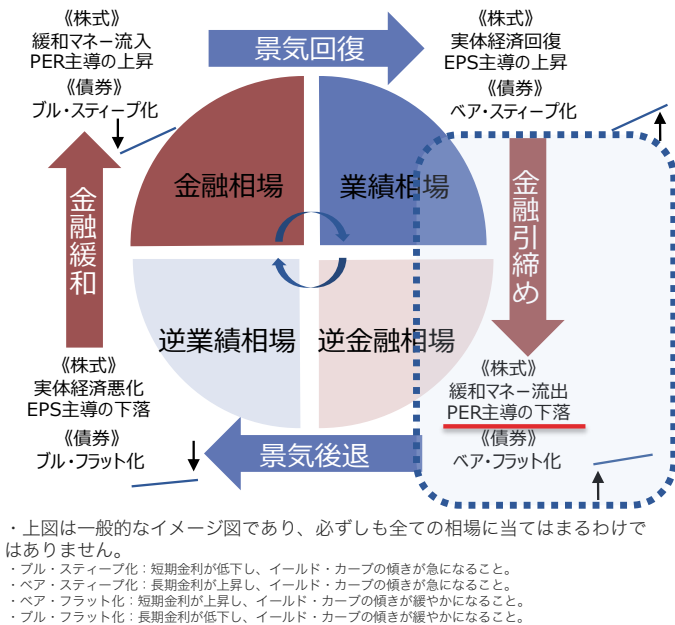 《株式》
緩和マネー流入
PER主導の上昇
《債券》
ブル・スティープ化
景気回復
《株式》
実体経済回復
EPS主導の上昇
《債券》
ベア・スティープ化
金融相場
業績相場
金融緩和
金融引締め
逆業績相場
逆金融相場
《株式》
実体経済悪化
EPS主導の下落
《債券》
ブル・フラット化
景気後退
《株式》
緩和マネー流出
PER主導の下落
《債券》
ベア・フラット化
・上図は一般的なイメージ図であり、必ずしも全ての相場に当てはまるわけで
はありません。
・ブル・スティープ化：短期金利が低下し、イールド・カーブの傾きが急になること。
・ベア・スティープ化：長期金利が上昇し、イールド・カーブの傾きが急になること。
・ベア・フラット化：短期金利が上昇し、イールド・カーブの傾きが緩やかになること。
・ブル・フラット化：長期金利が低下し、イールド・カーブの傾きが緩やかになること。